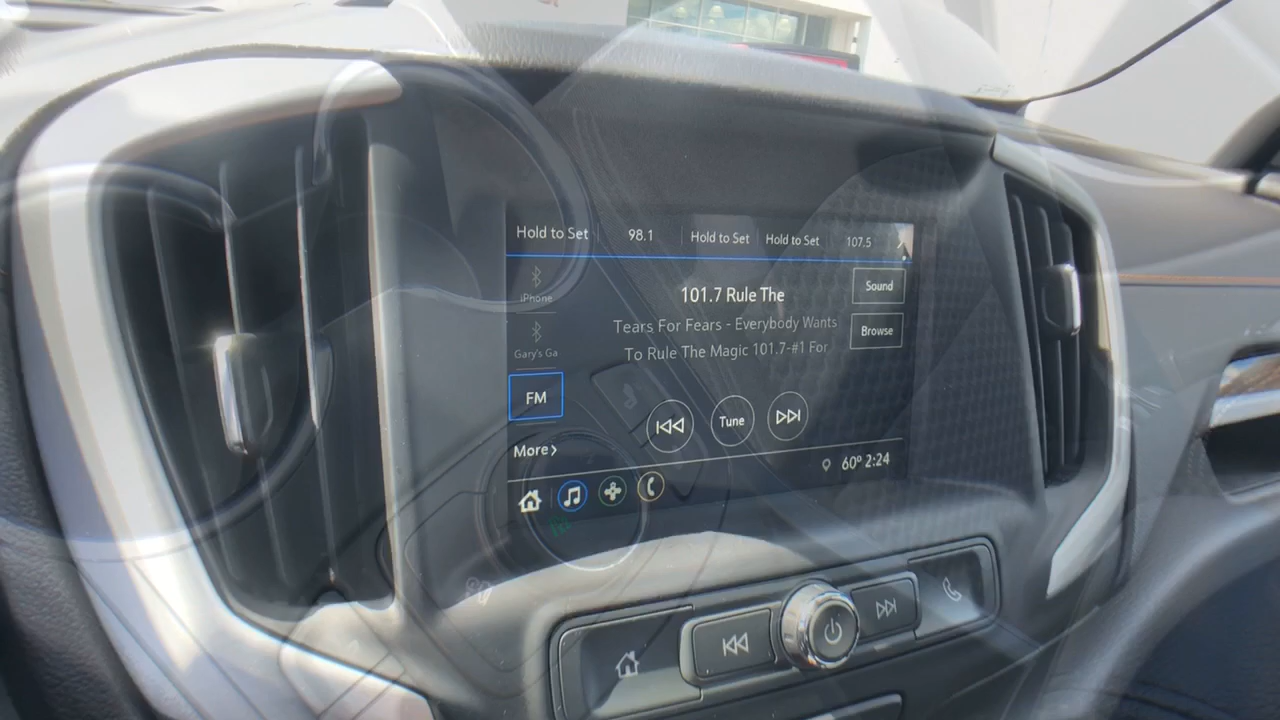 Hold to Set 98.1 Hold to Set Hold to Set 107.5
iPhone
101.7 Rule The
Sound
Tears For Fears - Everybody Wants
Browse
To Rule The Magic 101.7-#1 For
Gary's Ga
FM
Tune
More
60° 2:24